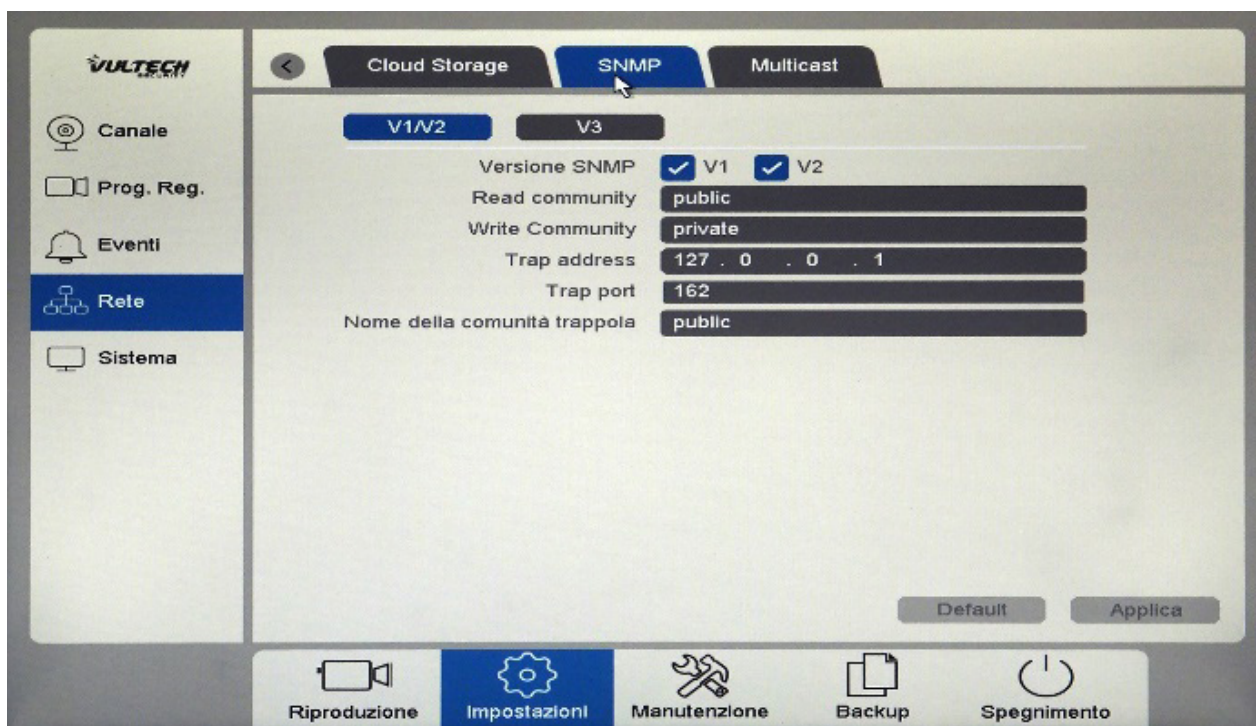 VULTECH
SECURITY
Canale
Prog. Reg.
Eventi
Rete
Sistema
< Cloud Storage SNMP Multicast
V1/V2 V3
Versione SNMP V1 V2
Read community public
Write Community private
Trap address 127 . 0 . 0 . 1
Trap port 162
Nome della comunità trappola public
Default Applica
Riproduzione Impostazioni Manutenzione Backup Spegnimento